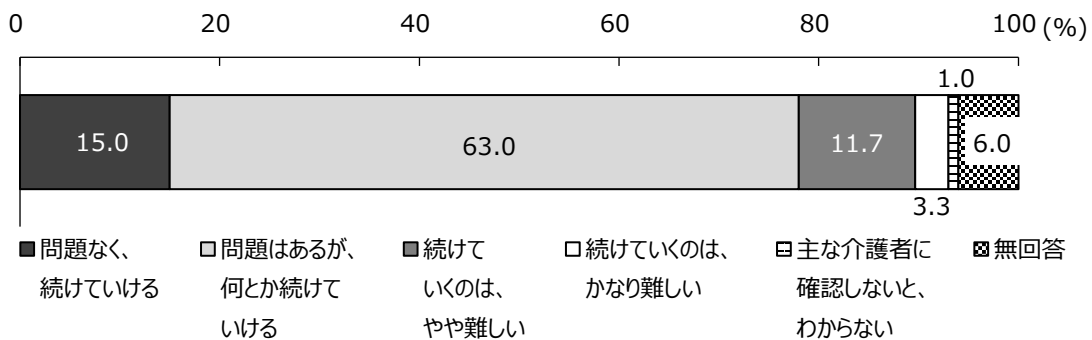 0 20 40 60 80 100 (%)
1.0
15.0 63.0 11.7 6.0
3.3
問題なく、
続けていける
問題はあるが、
何とか続けて
いける
続けて
いくのは、
やや難しい
続けていくのは、
かなり難しい
主な介護者に
確認しないと、
わからない
無回答